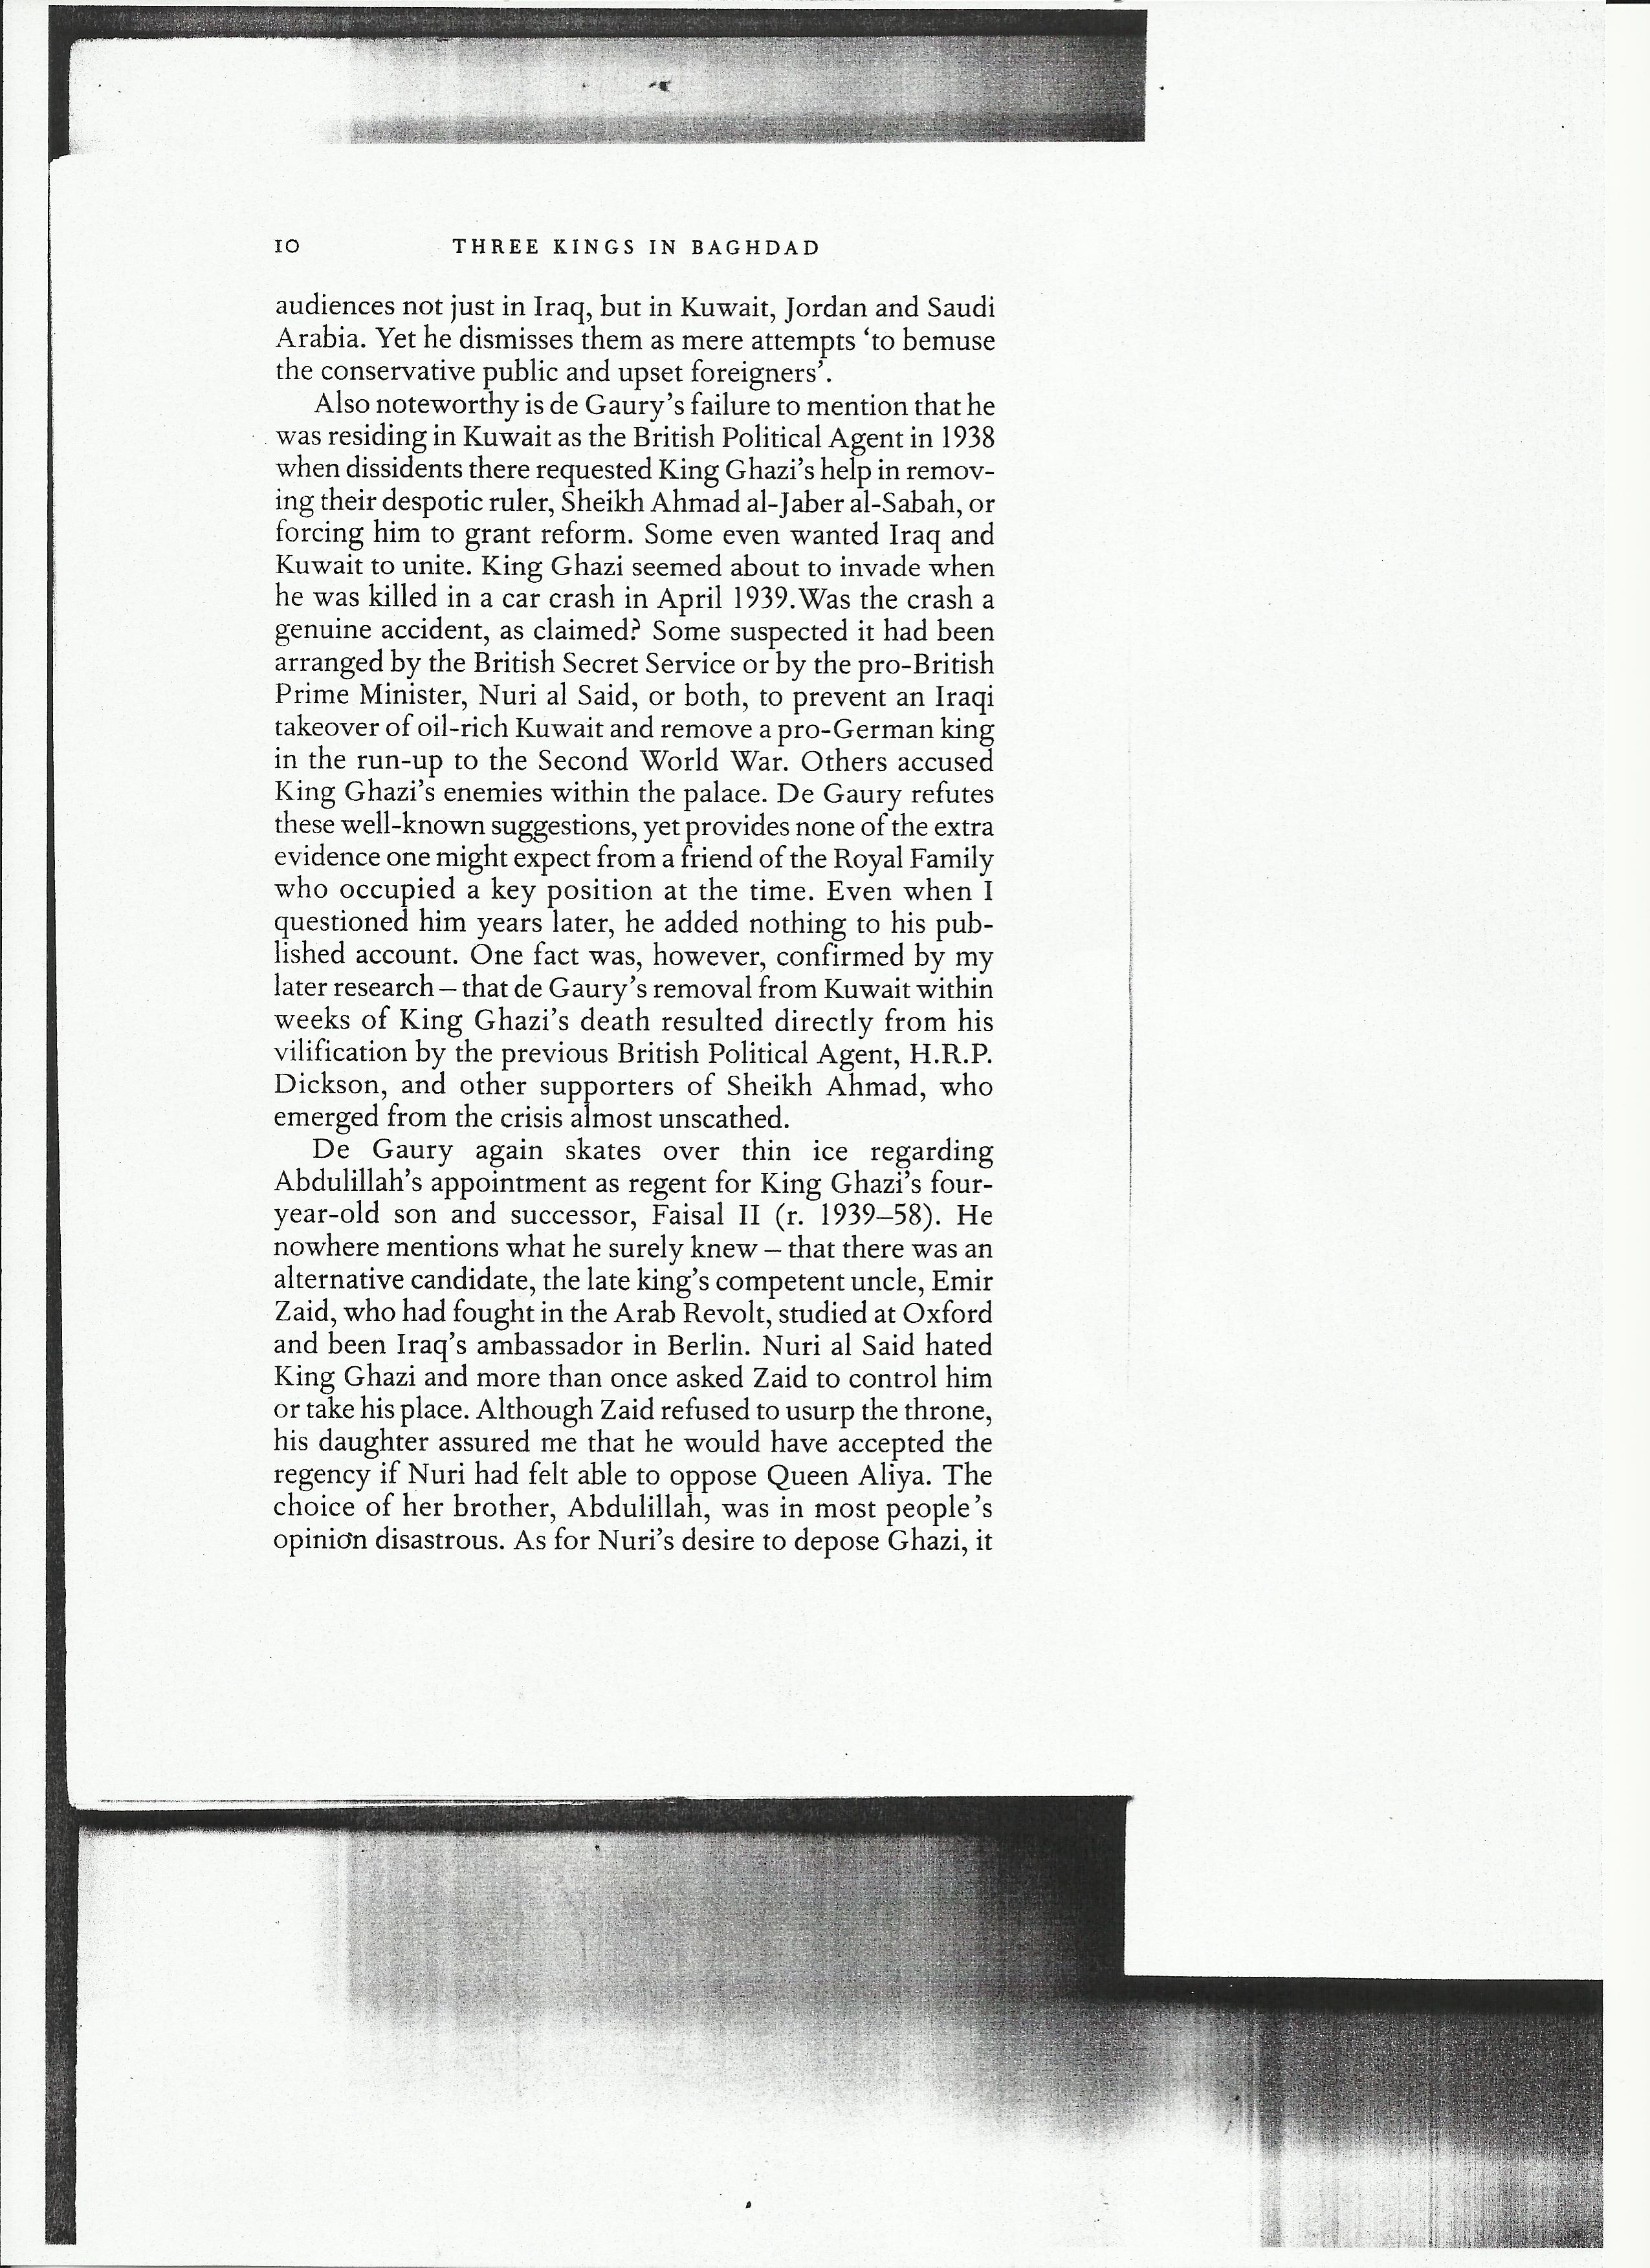 10 THREE KINGS IN BAGHDAD
audiences not just in Iraq, but in Kuwait, Jordan and Saudi
Arabia. Yet he dismisses them as mere attempts ‘to bemuse
the conservative public and upset foreigners’.
Also noteworthy is de Gaury’s failure to mention that he
was residing in Kuwait as the British Political Agent in 1938
when dissidents there requested King Ghazi’s help in remov-
ing their despotic ruler, Sheikh Ahmad al-Jaber al-Sabah, or
forcing him to grant reform. Some even wanted Iraq and
Kuwait to unite. King Ghazi seemed about to invade when
he was killed in a car crash in April 1939.Was the crash a
genuine accident, as claimed? Some suspected it had been
arranged by the British Secret Service or by the pro-British
Prime Minister, Nuri al Said, or both, to prevent an Iraqi
takeover of oil-rich Kuwait and remove a pro-German king
in the run-up to the Second World War. Others accused
King Ghazi’s enemies within the palace. De Gaury refutes
these well-known suggestions, yet provides none of the extra
evidence one might expect from a friend of the Royal Family
who occupied a key position at the time. Even when I
questioned him years later, he added nothing to his pub-
lished account. One fact was, however, confirmed by my
later research – that de Gaury’s removal from Kuwait within
weeks of King Ghazi’s death resulted directly from his
vilification by the previous British Political Agent, H.R.P.
Dickson, and other supporters of Sheikh Ahmad, who
emerged from the crisis almost unscathed.
De Gaury again skates over thin ice regarding
Abdulillah’s appointment as regent for King Ghazi’s four-
year-old son and successor, Faisal II (r. 1939–58). He
nowhere mentions what he surely knew – that there was an
alternative candidate, the late king’s competent uncle, Emir
Zaid, who had fought in the Arab Revolt, studied at Oxford
and been Iraq’s ambassador in Berlin. Nuri al Said hated
King Ghazi and more than once asked Zaid to control him
or take his place. Although Zaid refused to usurp the throne,
his daughter assured me that he would have accepted the
regency if Nuri had felt able to oppose Queen Aliya. The
choice of her brother, Abdulillah, was in most people’s
opinion disastrous. As for Nuri’s desire to depose Ghazi, it